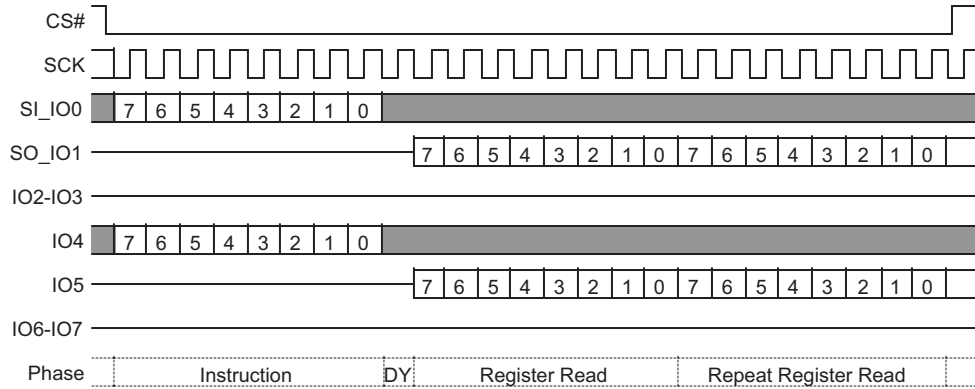 CS#
SCK
SI_IO0 7 6 5 4 3 2 1 0
SO_IO1 7 6 5 4 3 2 1 0 7 6 5 4 3 2 1 0
IO2-IO3
IO4 7 6 5 4 3 2 1 0
IO5 7 6 5 4 3 2 1 0 7 6 5 4 3 2 1 0
IO6-IO7
Phase Instruction DY Register Read Repeat Register Read